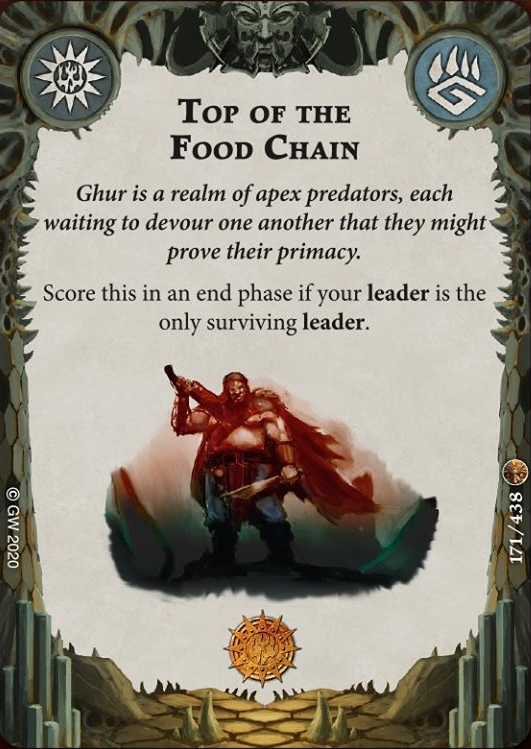 Top of the
Food Chain
Ghur is a realm of apex predators, each
waiting to devour one another that they might
prove their primacy.
Score this in an end phase if your leader is the
only surviving leader.
© GW 2020
171/438